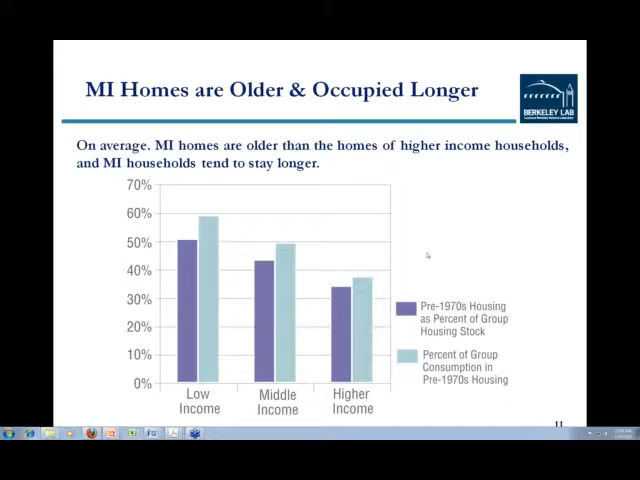 MI Homes are Older & Occupied Longer
BERKELEY LAB
On average. MI homes are older than the homes of higher income households,
and MI households tend to stay longer.
70%
60%
50%
40%
30%
20%
10%
0%
Low
Income
Middle
Income
Higher
Income
Pre-1970s Housing
as Percent of Group
Housing Stock
Percent of Group
Consumption in
Pre-1970s Housing
11